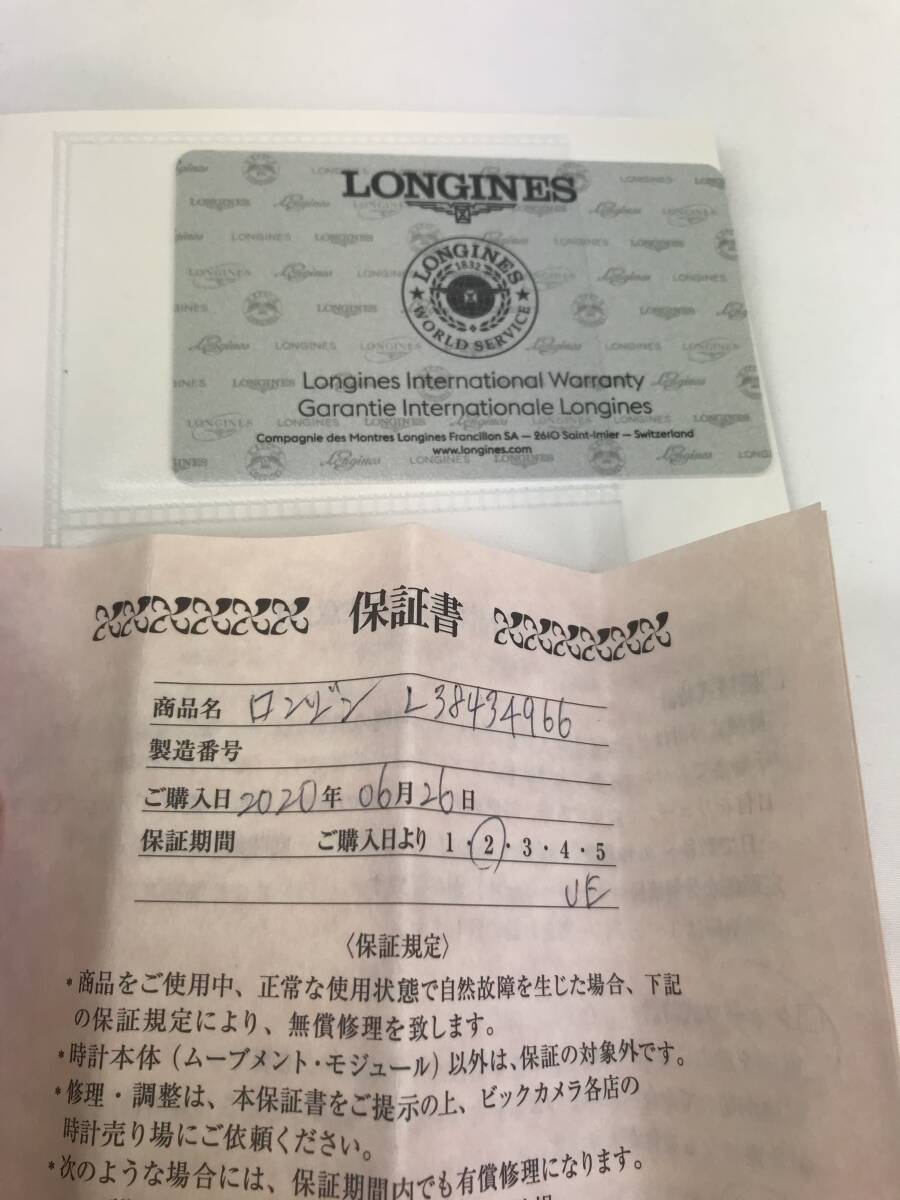 LONGINES
LONGINES
1832
WORLD SERVICE
Longines International Warranty
Garantie Internationale Longines
Compagnie des Montres Longines Francillon SA – 2610 Saint-Imier – Switzerland
www.longines.com
保証書
商品名 ロンジン L38434966
製造番号
ご購入日 2020年 06月 26日
保証期間 ご購入日より 1・2・3・4・5
〈保証規定〉
*商品をご使用中、正常な使用状態で自然故障を生じた場合、下記
の保証規定により、無償修理を致します。
*時計本体(ムーブメント・モジュール)以外は、保証の対象外です。
*修理・調整は、本保証書をご提示の上、ビックカメラ各店の
時計売り場にご依頼ください。
*次のような場合には、保証期間内でも有償修理になります。